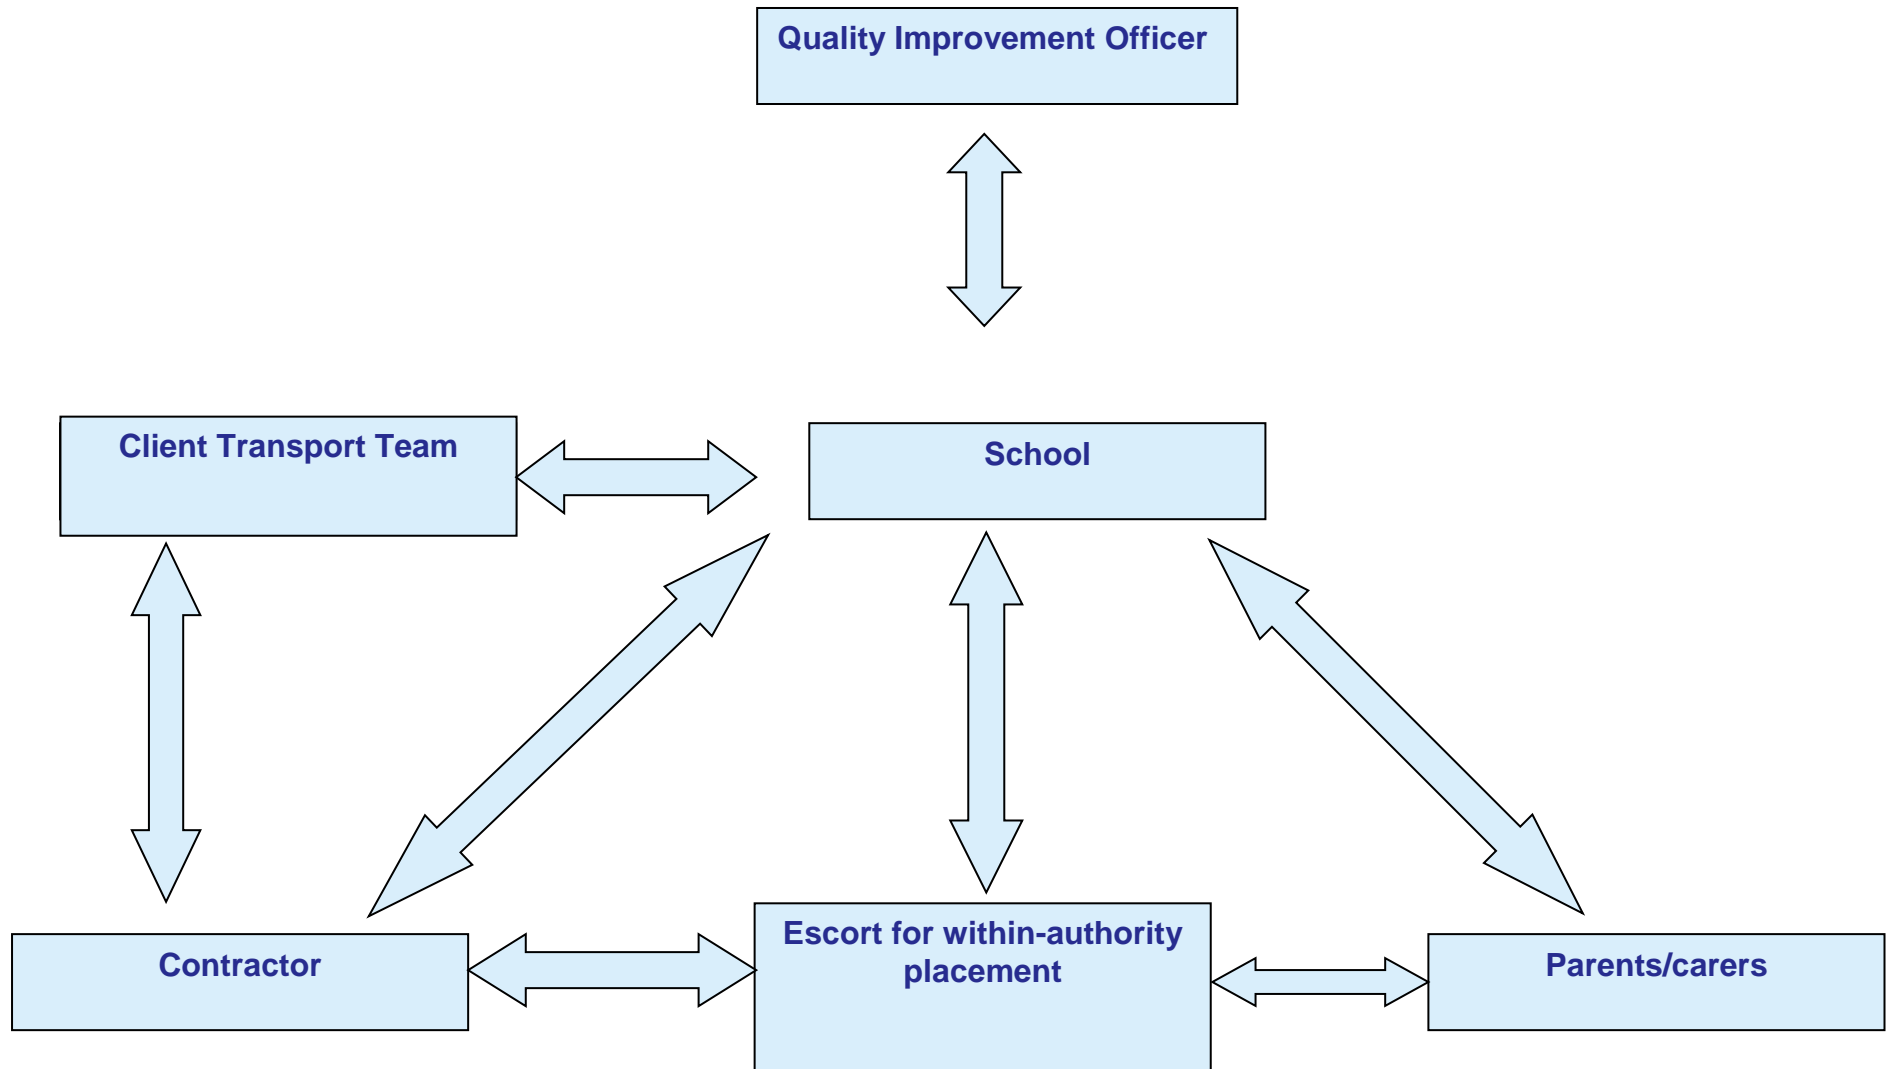 Quality Improvement Officer
Client Transport Team
School
Contractor
Escort for within-authority
placement
Parents/carers